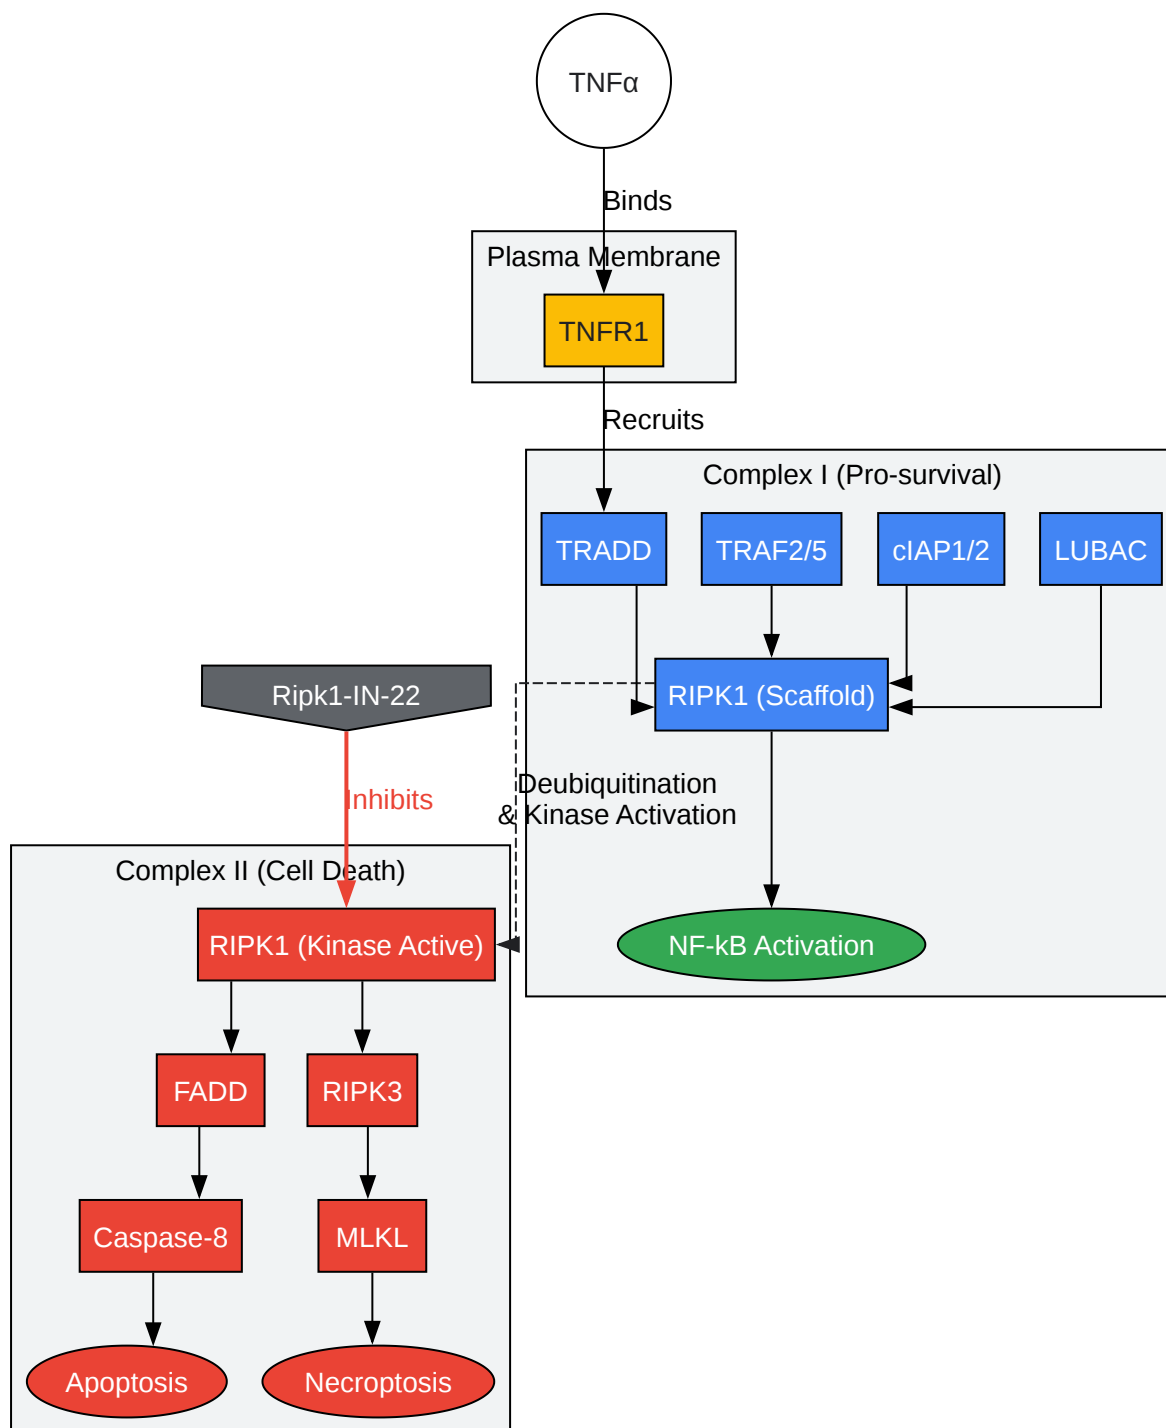 TNFα
Binds
Plasma Membrane
TNFR1
Recruits
Complex I (Pro-survival)
TRADD
TRAF2/5
cIAP1/2
LUBAC
Ripk1-IN-22
RIPK1 (Scaffold)
Inhibits
Deubiquitination
& Kinase Activation
Complex II (Cell Death)
RIPK1 (Kinase Active)
NF-kB Activation
FADD
RIPK3
Caspase-8
MLKL
Apoptosis
Necroptosis